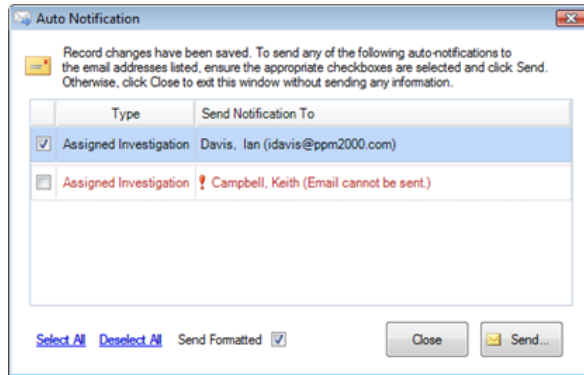 Auto Notification
Record changes have been saved. To send any of the following auto-notifications to
the email addresses listed, ensure the appropriate checkboxes are selected and click Send.
Otherwise, click Close to exit this window without sending any information.
Type Send Notification To
Assigned Investigation Davis, Ian (idavis@ppm2000.com)
Assigned Investigation Campbell, Keith (Email cannot be sent.)
Select All Deselect All Send Formatted Close Send...